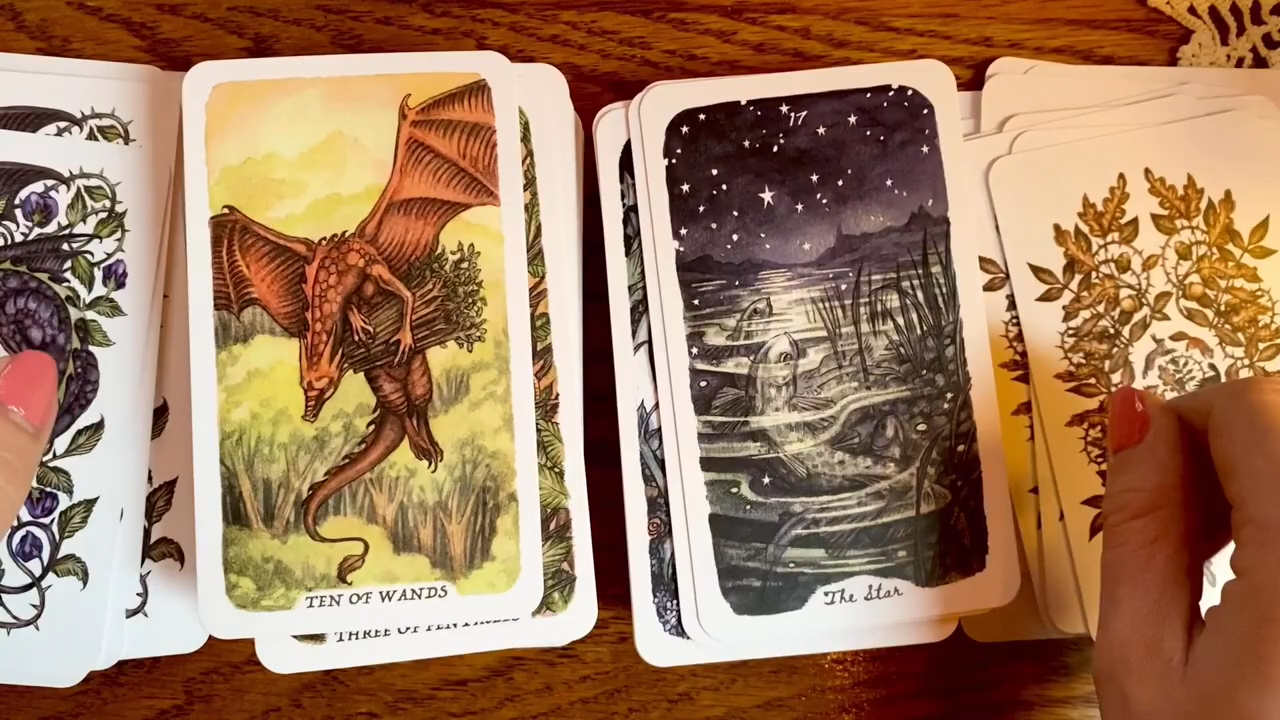 TEN OF WANDS
THREE OF PENTACLES
17
The Star